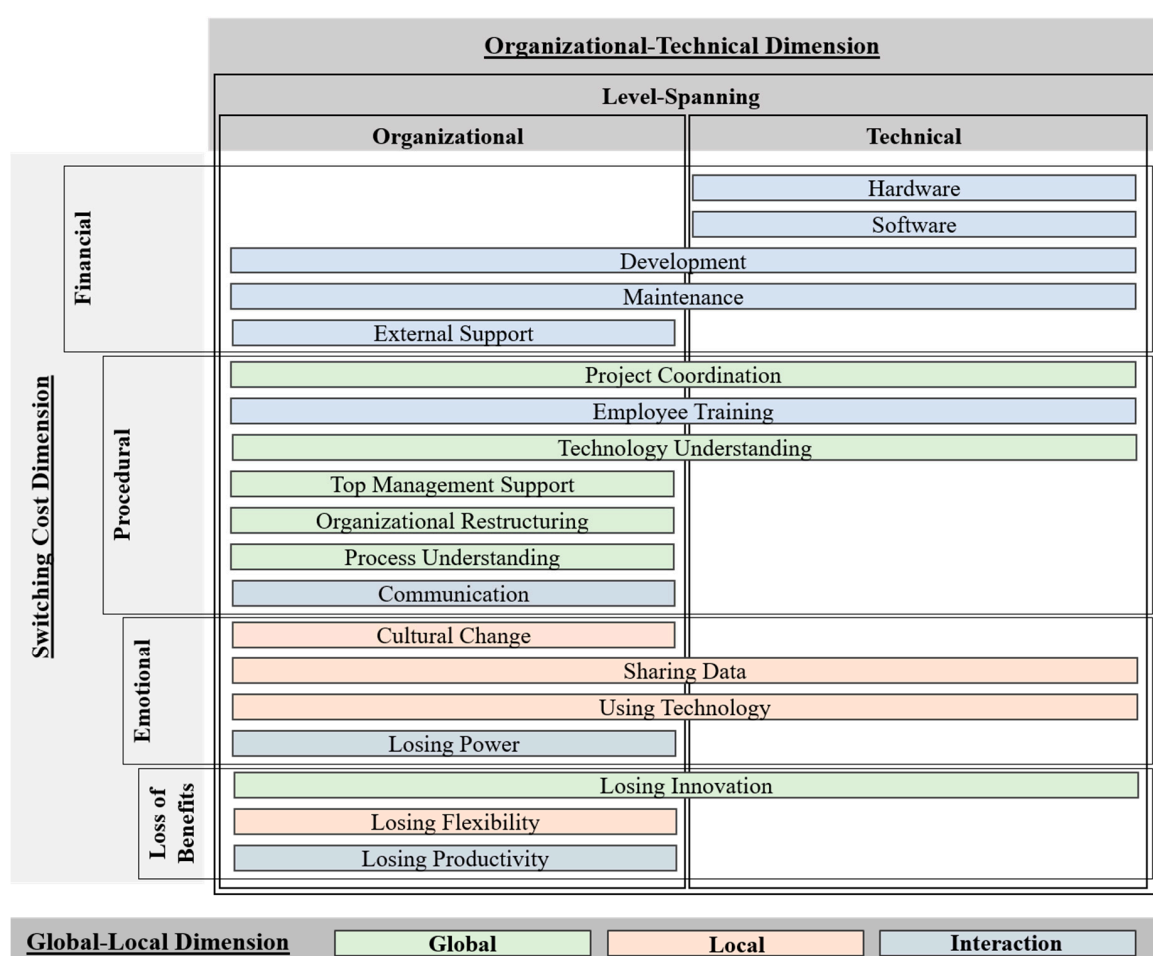 Organizational-Technical Dimension
Level-Spanning
Organizational
Technical
Switching Cost Dimension
Financial
Hardware
Software
Development
Maintenance
External Support
Procedural
Project Coordination
Employee Training
Technology Understanding
Top Management Support
Organizational Restructuring
Process Understanding
Communication
Emotional
Cultural Change
Sharing Data
Using Technology
Losing Power
Loss of
Benefits
Losing Innovation
Losing Flexibility
Losing Productivity
Global-Local Dimension
Global
Local
Interaction